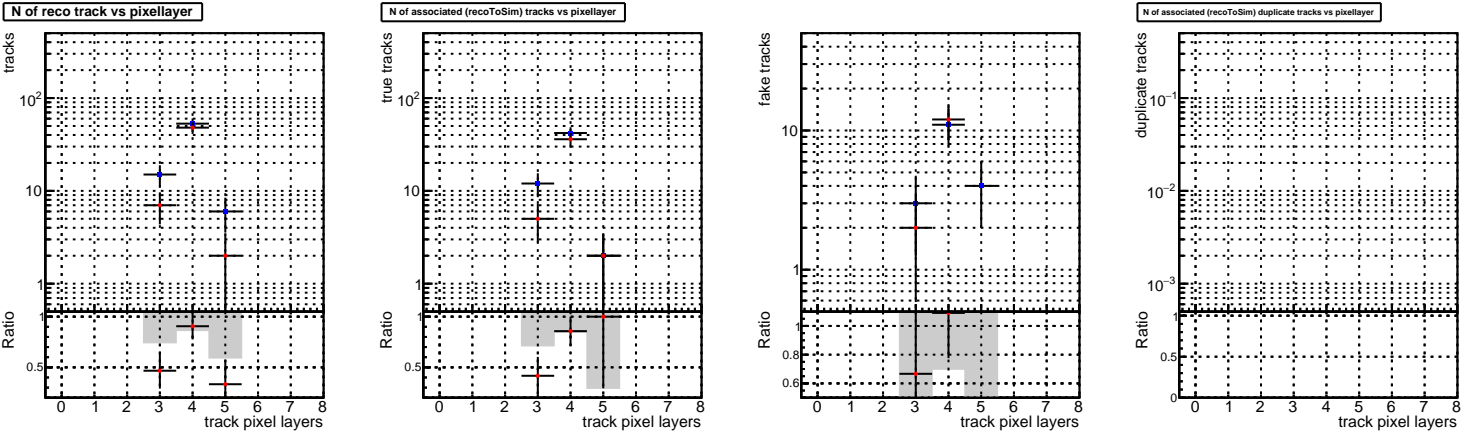 N of reco track vs pixellayer
tracks
10²
10
1
Ratio
1
0.5
0 1 2 3 4 5 6 7 8
track pixel layers
N of associated (recoToSim) tracks vs pixellayer
true tracks
10²
10
1
Ratio
1
0.5
0 1 2 3 4 5 6 7 8
track pixel layers
fake tracks
10
1
Ratio
1
0.8
0.6
0 1 2 3 4 5 6 7 8
track pixel layers
N of associated (recoToSim) duplicate tracks vs pixellayer
duplicate tracks
10⁻¹
10⁻²
10⁻³
Ratio
1
0.5
0
0 1 2 3 4 5 6 7 8
track pixel layers